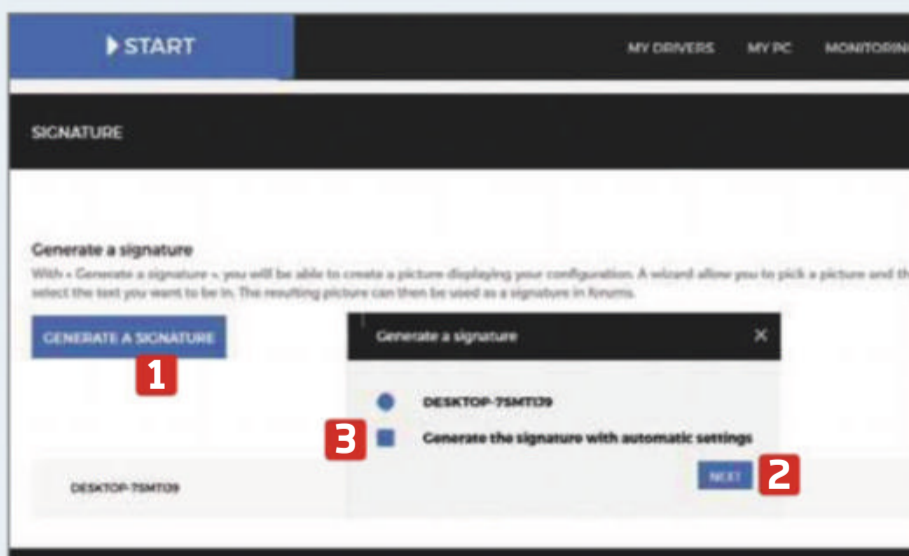 START
MY DRIVERS MY PC MONITORING
SIGNATURE
Generate a signature
With « Generate a signature », you will be able to create a picture displaying your configuration. A wizard allow you to pick a picture and th
select the text you want to be in. The resulting picture can then be used as a signature in forums.
GENERATE A SIGNATURE
1
Generate a signature
DESKTOP-7SMTIJ9
3 Generate the signature with automatic settings
NEXT 2
DESKTOP-7SMTIJ9